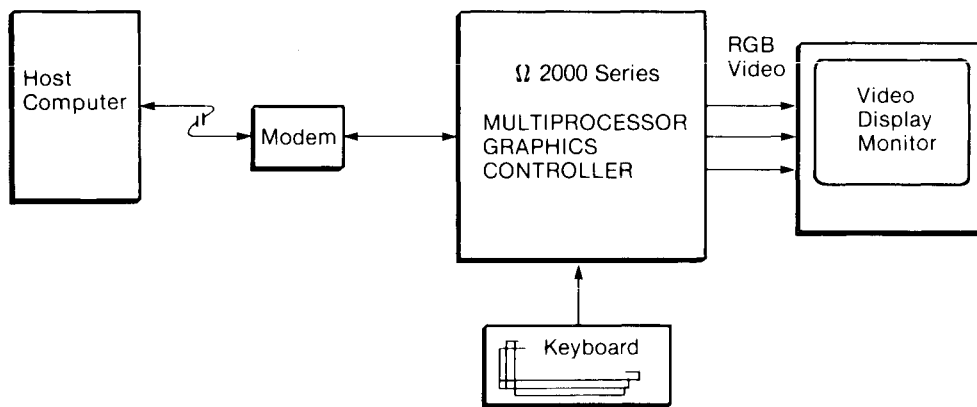 Host
Computer
Modem
Ω 2000 Series
MULTIPROCESSOR
GRAPHICS
CONTROLLER
RGB
Video
Video
Display
Monitor
Keyboard